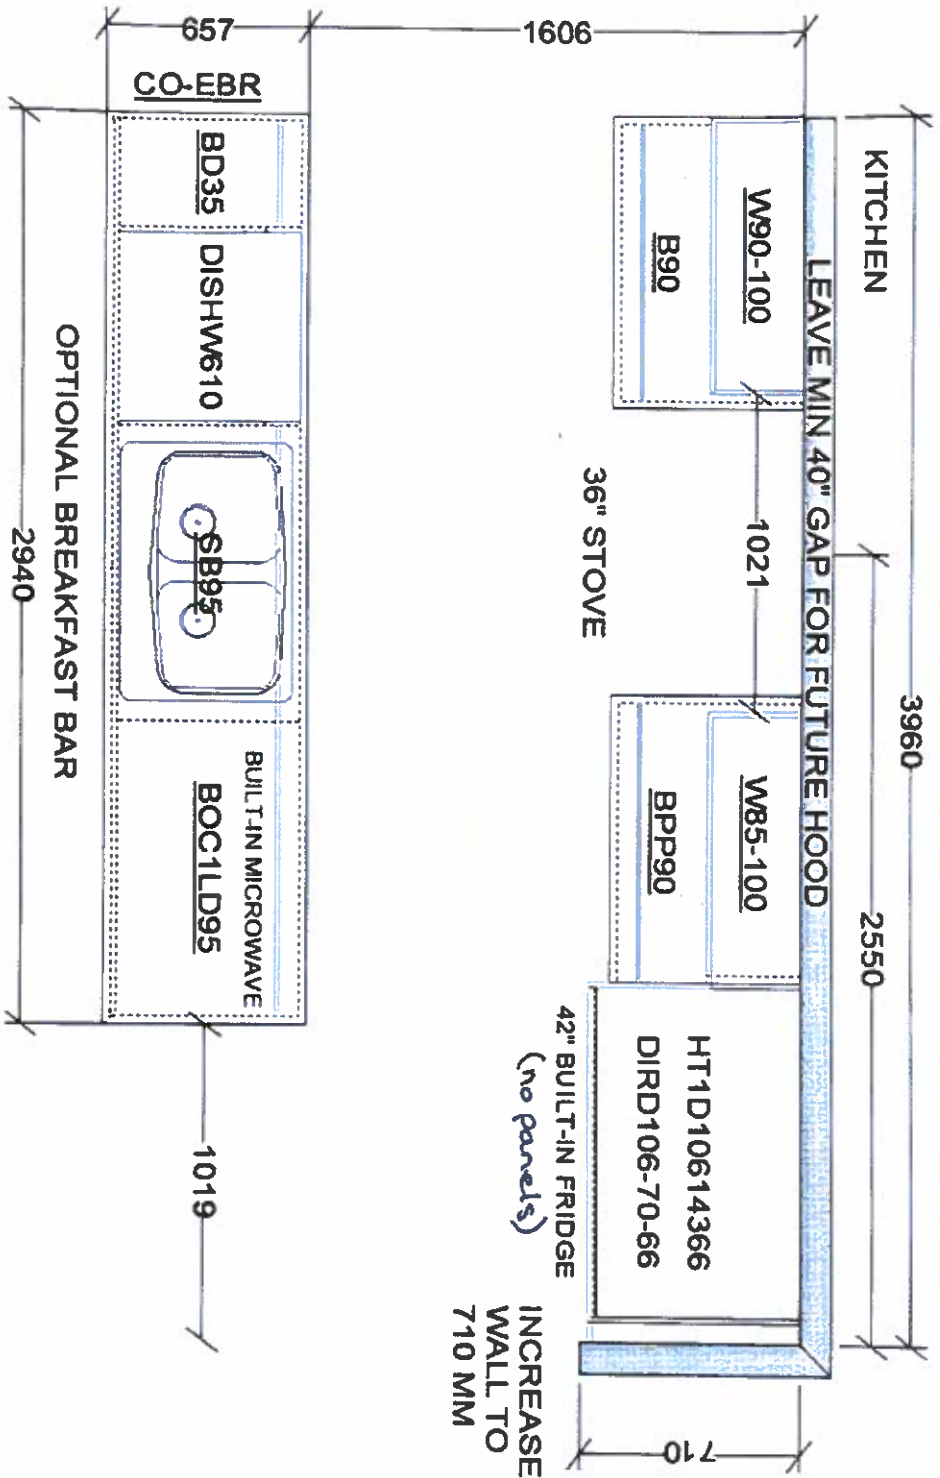 3960
2550
KITCHEN
LEAVE MIN 40" GAP FOR FUTURE HOOD
W90-100
1021
W85-100
HT1D10614366
DIRD106-70-66
B90
BPP90
36" STOVE
42" BUILT-IN FRIDGE
(no panels)
710
INCREASE
WALL TO
710 MM
1606
657
CO-EBR
BD35
DISHW610
SB95
BUILT-IN MICROWAVE
BOC1LD95
1019
OPTIONAL BREAKFAST BAR
2940